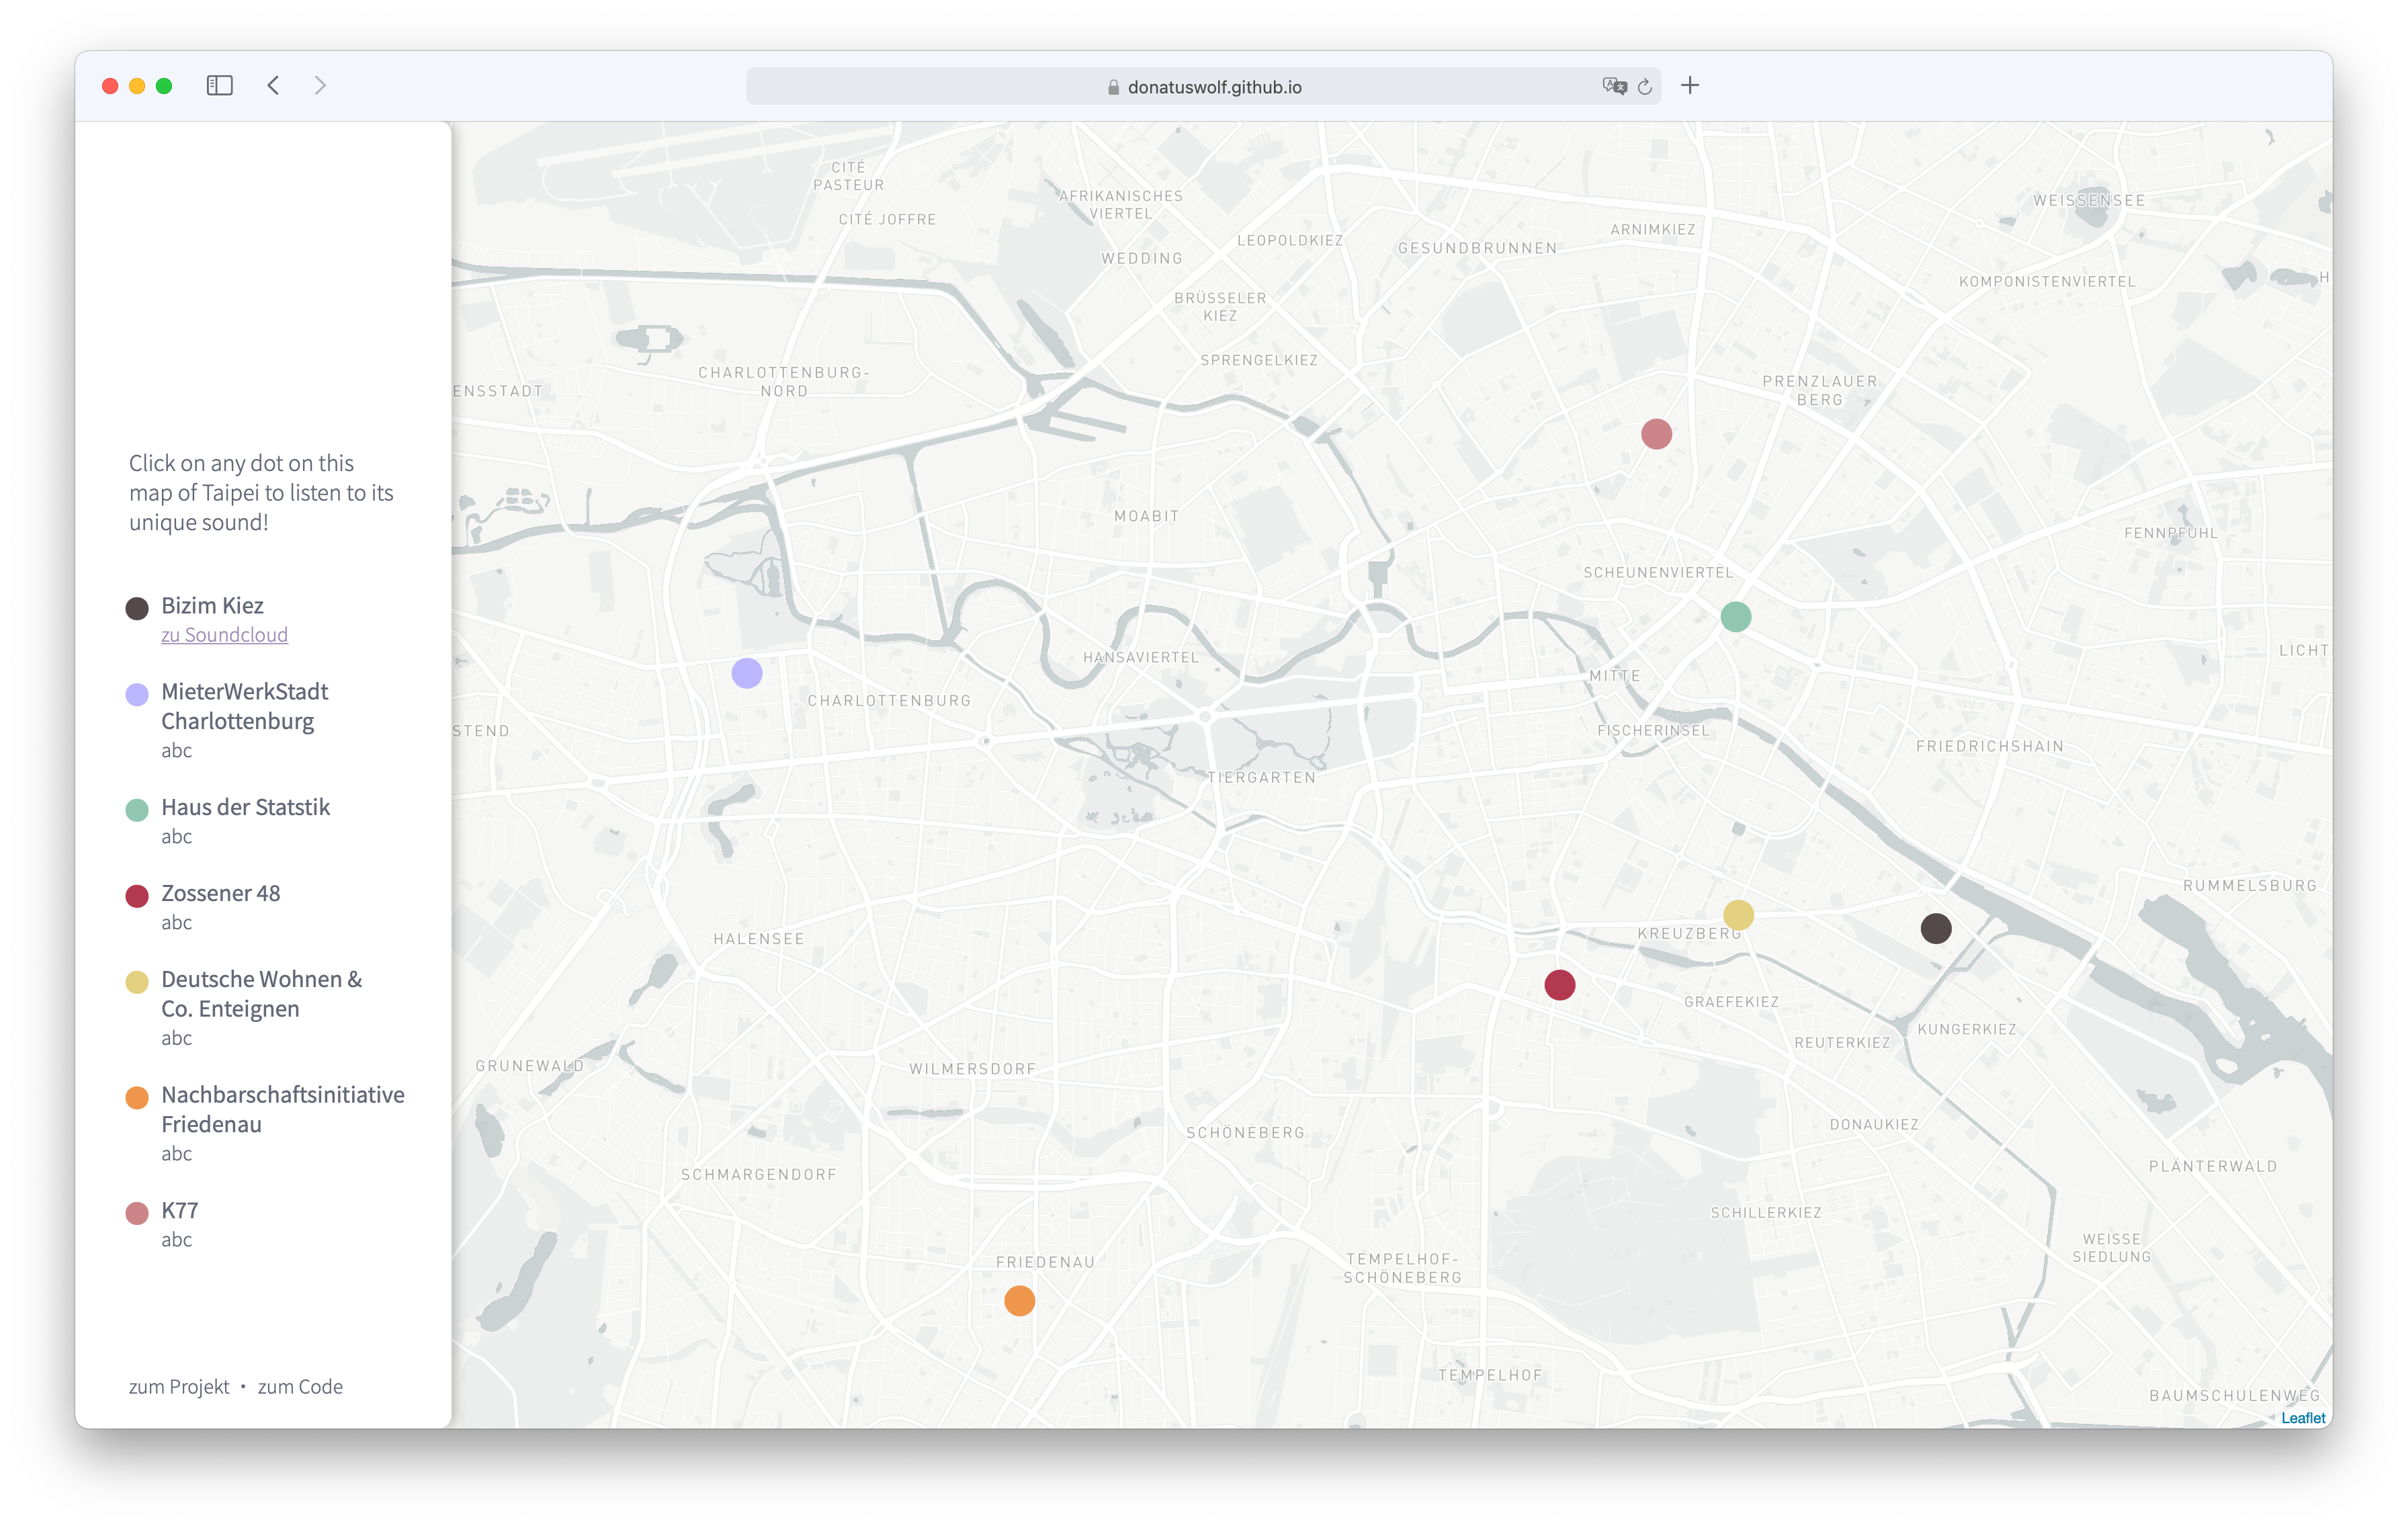 donatuswolf.github.io
Click on any dot on this
map of Taipei to listen to its
unique sound!
Bizim Kiez
zu Soundcloud
MieterWerkStadt
Charlottenburg
abc
Haus der Statstik
abc
Zossener 48
abc
Deutsche Wohnen &
Co. Enteignen
abc
Nachbarschaftsinitiative
Friedenau
abc
K77
abc
zum Projekt • zum Code
CITÉ
PASTEUR
CITÉ JOFFRE
AFRIKANISCHES
VIERTEL
WEDDING
LEOPOLDKIEZ
GESUNDBRUNNEN
ARNIMKIEZ
WEISSENSEE
KOMPONISTENVIERTEL
H
BRÜSSELER
KIEZ
SPRENGELKIEZ
CHARLOTTENBURG-
NORD
ENSSTADT
PRENZLAUER
BERG
MOABIT
FENNPFUHL
SCHEUNENVIERTEL
HANSAVIERTEL
LICHT
MITTE
CHARLOTTENBURG
STEND
FISCHERINSEL
FRIEDRICHSHAIN
TIERGARTEN
RUMMELSBURG
HALENSEE
KREUZBERG
GRAEFEKIEZ
KUNGERKIEZ
REUTERKIEZ
GRUNEWALD
WILMERSDORF
DONAUKIEZ
SCHÖNEBERG
PLÄNTERWALD
SCHMARGENDORF
SCHILLERKIEZ
WEISSE
SIEDLUNG
FRIEDENAU
TEMPELHOF-
SCHÖNEBERG
TEMPELHOF
BAUMSCHULENWEG
Leaflet